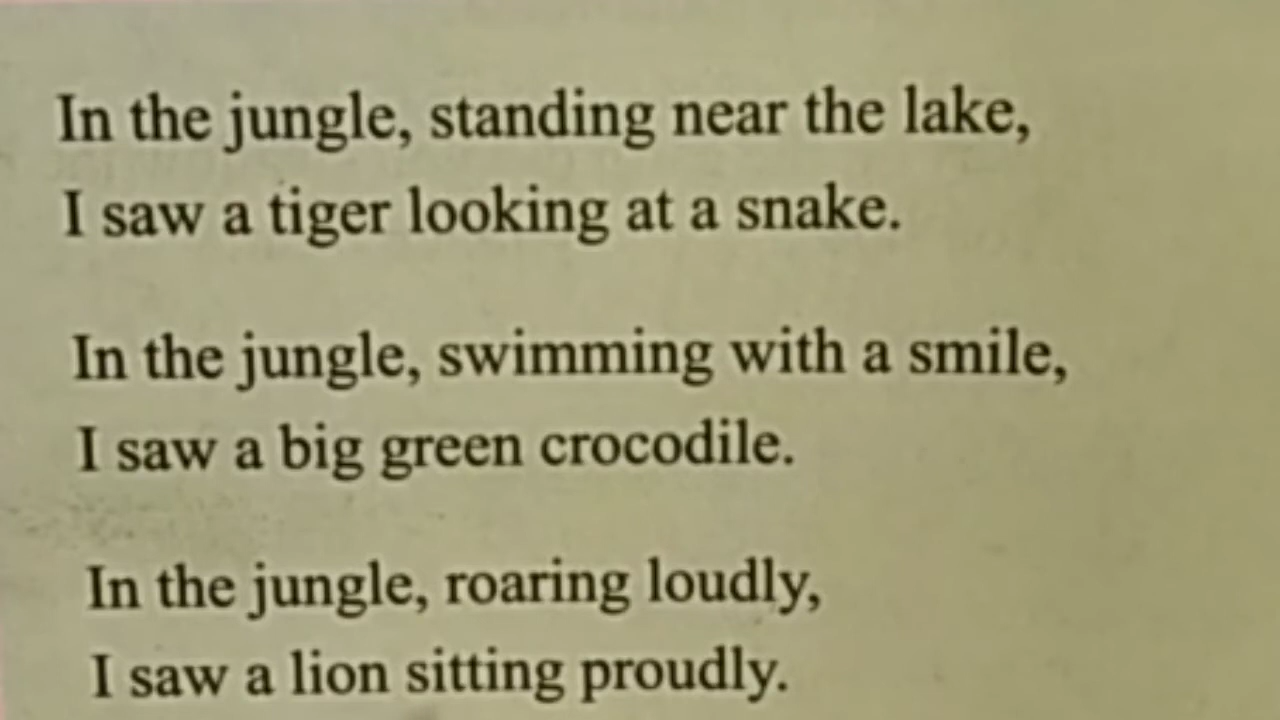 In the jungle, standing near the lake,
I saw a tiger looking at a snake.
In the jungle, swimming with a smile,
I saw a big green crocodile.
In the jungle, roaring loudly,
I saw a lion sitting proudly.